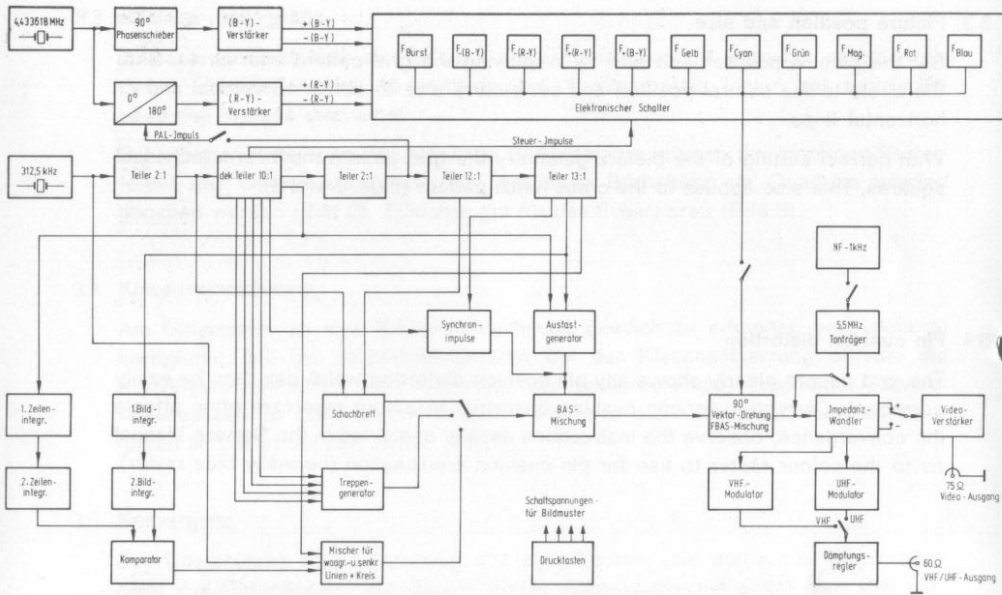 4,433618 MHz
90°
Phasenschieber
(B-Y)-
Verstärker
+(B-Y)
-(B-Y)
F Burst
F -(B-Y)
F -(R-Y)
F +(R-Y)
F +(B-Y)
F Gelb
F Cyan
F Grün
F Mag.
F Rot
F Blau
0°
180°
(R-Y)-
Verstärker
+(R-Y)
-(R-Y)
Elektronischer Schalter
PAL-Impuls
Steuer-Impulse
312,5 kHz
Teiler 2:1
dek.Teiler 10:1
Teiler 2:1
Teiler 12:1
Teiler 13:1
NF-1kHz
Synchron-
impulse
Austast-
generator
5,5MHz
Tonträger
1. Zeilen-
integr.
1.Bild-
integr.
Schachbrett
BAS-
Mischung
90°
Vektor-Drehung
FBAS-Mischung
Impedanz-
Wandler
+
-
Video-
Verstärker
2. Zeilen-
integr.
2.Bild-
integr.
Treppen-
generator
Schaltspannungen-
für Bildmuster
VHF-
Modulator
UHF-
Modulator
75 Ω
Video-Ausgang
VHF
UHF
Komparator
Mischer für
waagr.-u.senkr.
Linien + Kreis
Drucktasten
Dämpfungs-
regler
60 Ω
VHF/UHF-Ausgang